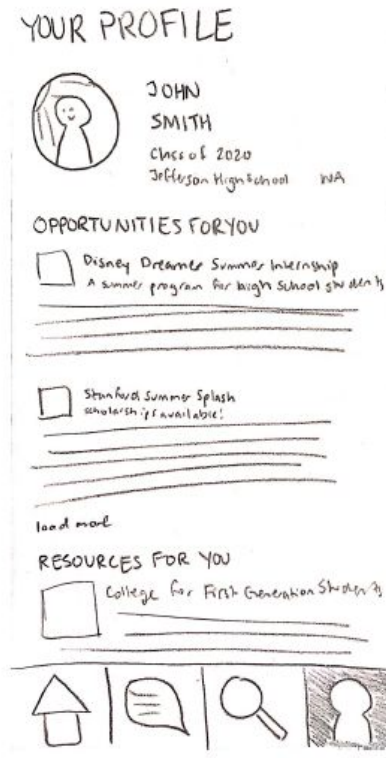 YOUR PROFILE
JOHN
SMITH
Class of 2020
Jefferson High School WA
OPPORTUNITIES FOR YOU
Disney Dreamer Summer Internship
A summer program for high school students
Stanford Summer Splash
scholarships available!
load more
RESOURCES FOR YOU
College for First Generation Students